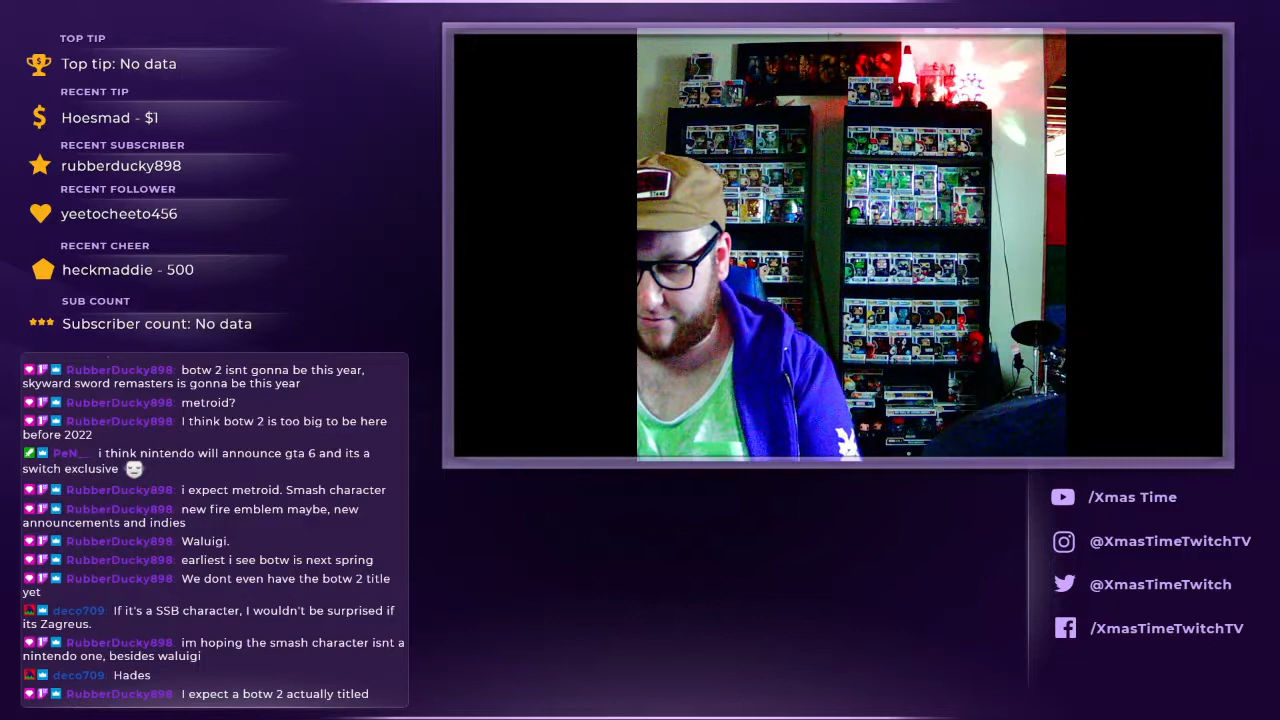 TOP TIP
Top tip: No data
RECENT TIP
Hoesmad - $1
RECENT SUBSCRIBER
rubberducky898
RECENT FOLLOWER
yeetocheeto456
RECENT CHEER
heckmaddie - 500
SUB COUNT
Subscriber count: No data
RubberDucky898: botw 2 isnt gonna be this year,
skyward sword remasters is gonna be this year
RubberDucky898: metroid?
RubberDucky898: I think botw 2 is too big to be here
before 2022
PeN__: i think nintendo will announce gta 6 and its a
switch exclusive
RubberDucky898: i expect metroid. Smash character
RubberDucky898: new fire emblem maybe, new
announcements and indies
RubberDucky898: Waluigi.
RubberDucky898: earliest i see botw is next spring
RubberDucky898: We dont even have the botw 2 title
yet
deco709: If it's a SSB character, I wouldn't be surprised if
its Zagreus.
RubberDucky898: im hoping the smash character isnt a
nintendo one, besides waluigi
deco709: Hades
RubberDucky898: I expect a botw 2 actually titled
/Xmas Time
@XmasTimeTwitchTV
@XmasTimeTwitch
/XmasTimeTwitchTV